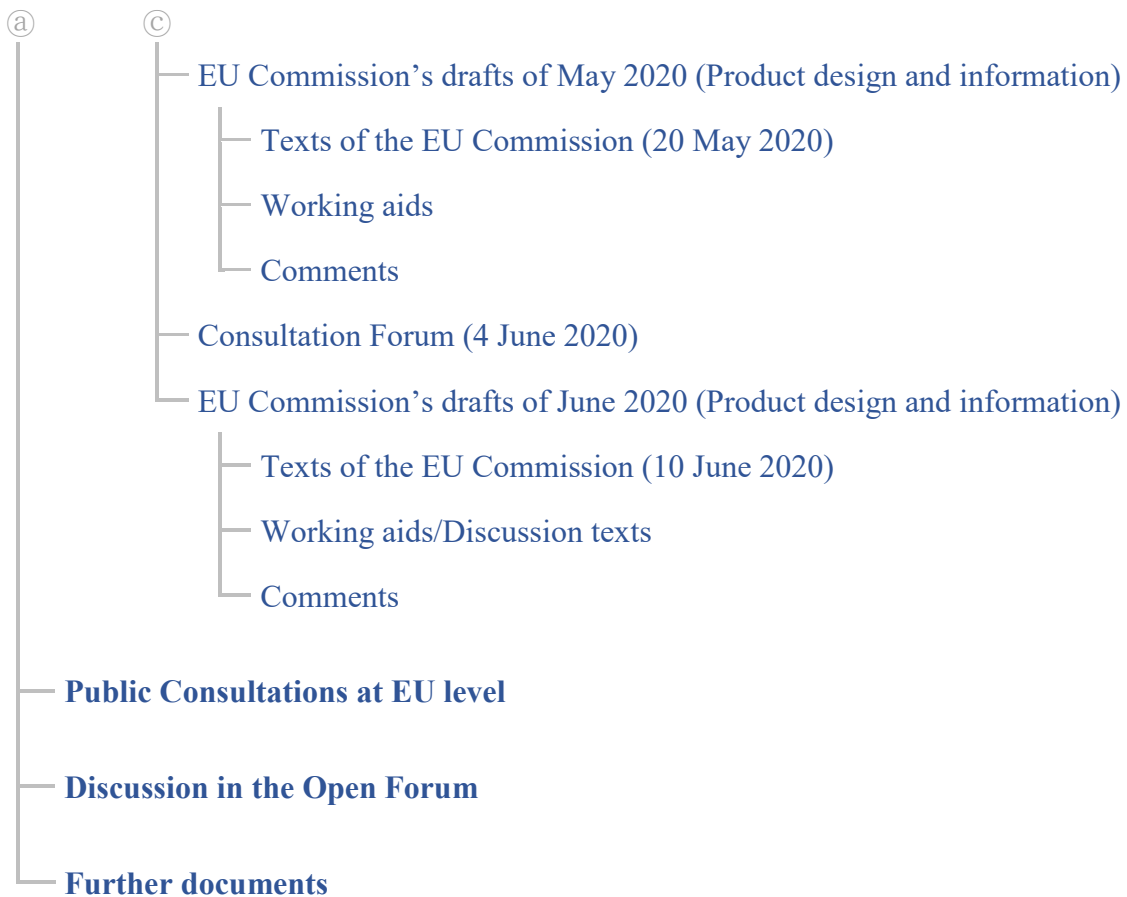 ⓐ ⓒ
EU Commission’s drafts of May 2020 (Product design and information)
Texts of the EU Commission (20 May 2020)
Working aids
Comments
Consultation Forum (4 June 2020)
EU Commission’s drafts of June 2020 (Product design and information)
Texts of the EU Commission (10 June 2020)
Working aids/Discussion texts
Comments
Public Consultations at EU level
Discussion in the Open Forum
Further documents